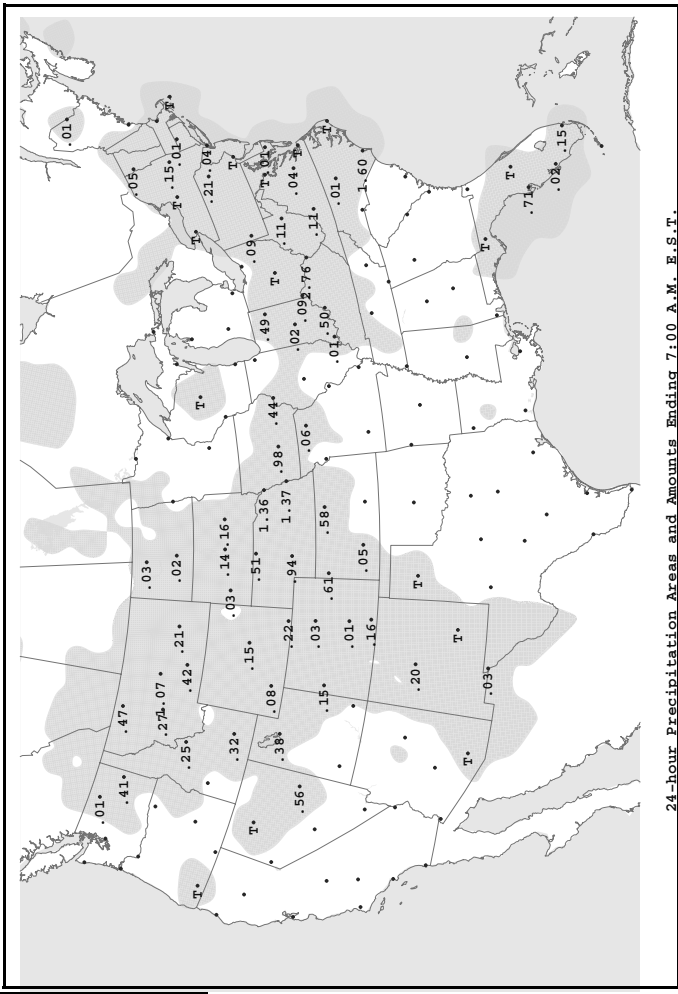 .01
.01
.41 .47 .05
.03
.27 1.07 .15 T
.02 T .01
.25 .42 .21
T T T .21 .04
.14 .16
.32 .03 T
T .15 .09
.51 1.36 .49 T .01
.08 .44 T
.38 .98 .11
.22 1.37
.94 .02 .04 T
.56 .092 .76
.06
.03 .11
.15 .58 .50 T
.61 .01 .01
.01
.05 1.60
.16
.20 T
T
T
.03 T
T
.71
.02
.15
24-hour Precipitation Areas and Amounts Ending 7:00 A.M. E.S.T.